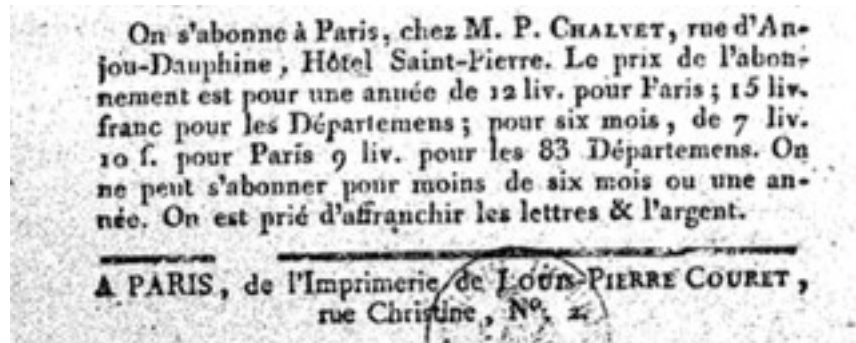 On s'abonne à Paris, chez M. P. CHALVET, rue d'An-
jou-Dauphine, Hôtel Saint-Pierre. Le prix de l'abon-
nement est pour une année de 12 liv. pour Paris; 15 liv.
franc pour les Départemens; pour six mois, de 7 liv.
10 s. pour Paris 9 liv. pour les 83 Départemens. On
ne peut s'abonner pour moins de six mois ou une an-
née. On est prié d'affranchir les lettres & l'argent.
A PARIS, de l'Imprimerie de LOUIS-PIERRE COURET,
rue Christine, N°. 2.